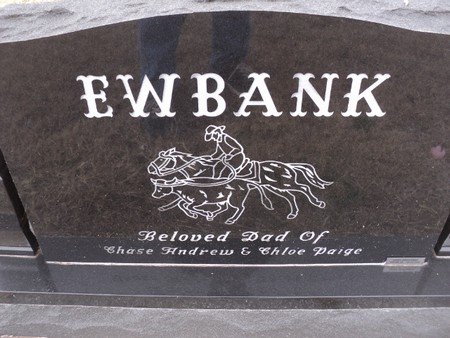 EWBANK
Beloved Dad Of
Chase Andrew & Chloe Paige